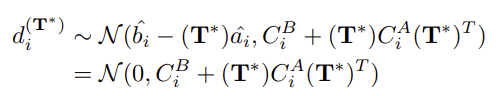 $d_i^{(\mathbf{T}^*)} \sim \mathcal{N}(\hat{b_i} - (\mathbf{T}^*)\hat{a_i}, C_i^B + (\mathbf{T}^*)C_i^A(\mathbf{T}^*)^T)$
$= \mathcal{N}(0, C_i^B + (\mathbf{T}^*)C_i^A(\mathbf{T}^*)^T)$